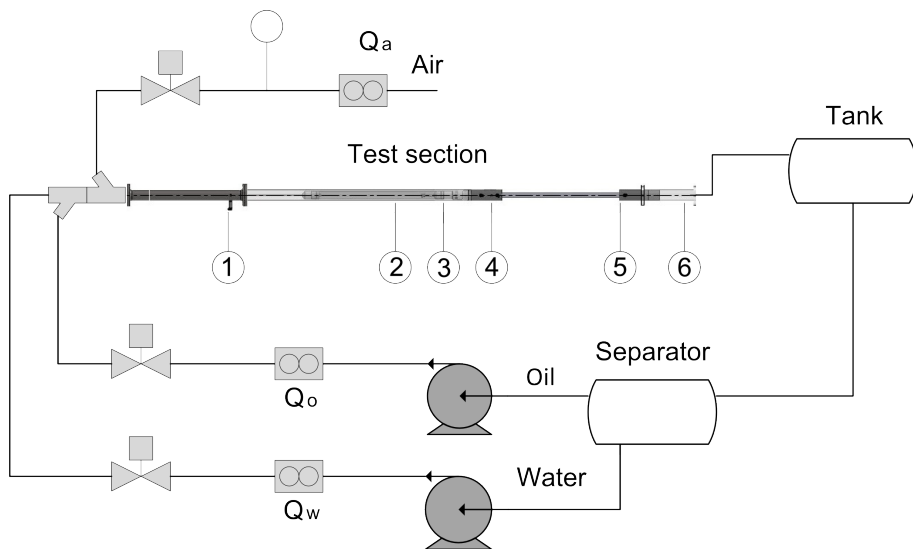 Qa
Air
Tank
Test section
1
2
3
4
5
6
Separator
Oil
Qo
Water
Qw